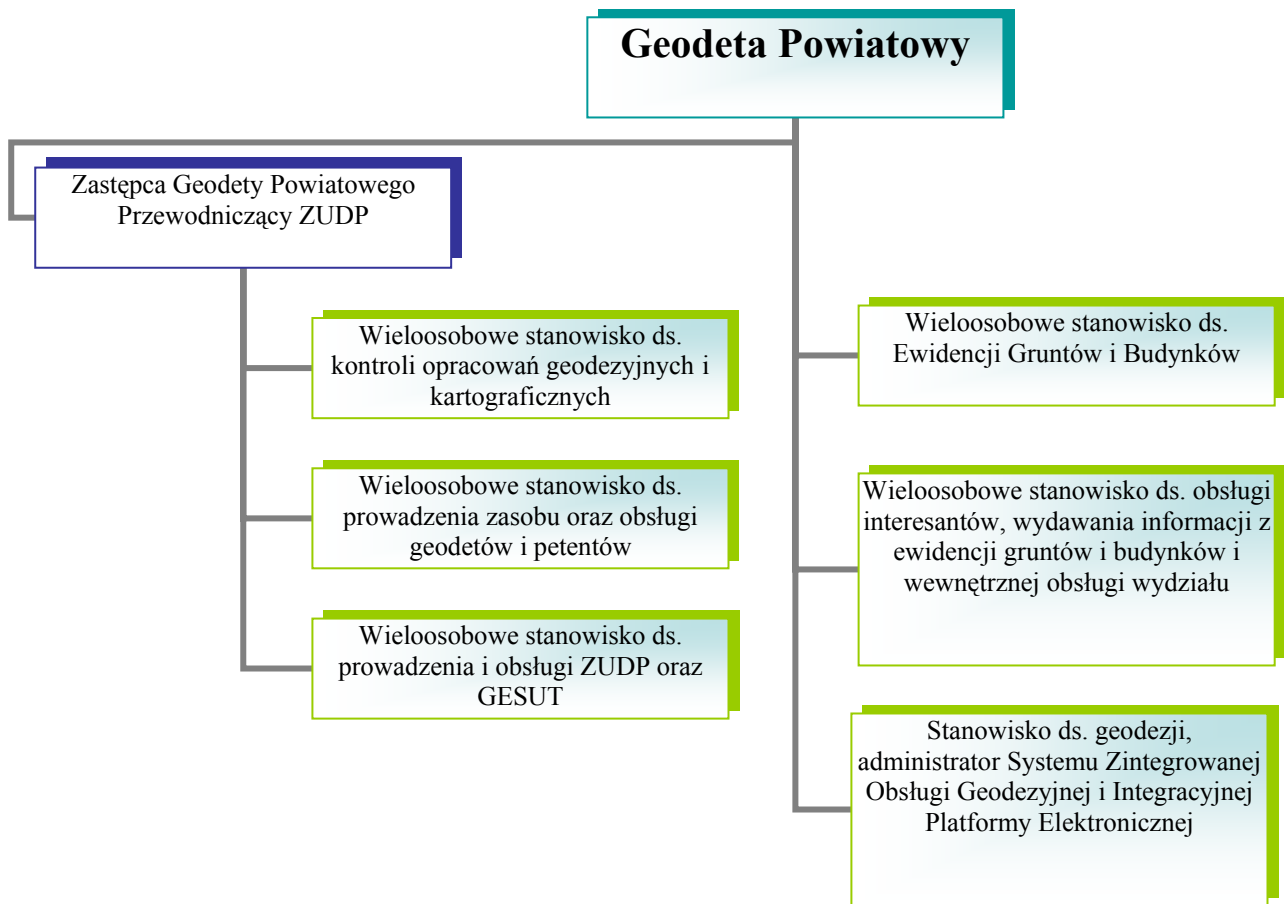 Geodeta Powiatowy
Zastępca Geodety Powiatowego
Przewodniczący ZUDP
Wieloosobowe stanowisko ds.
kontroli opracowań geodezyjnych i
kartograficznych
Wieloosobowe stanowisko ds.
prowadzenia zasobu oraz obsługi
geodetów i petentów
Wieloosobowe stanowisko ds.
prowadzenia i obsługi ZUDP oraz
GESUT
Wieloosobowe stanowisko ds.
Ewidencji Gruntów i Budynków
Wieloosobowe stanowisko ds. obsługi
interesantów, wydawania informacji z
ewidencji gruntów i budynków i
wewnętrznej obsługi wydziału
Stanowisko ds. geodezji,
administrator Systemu Zintegrowanej
Obsługi Geodezyjnej i Integracyjnej
Platformy Elektronicznej